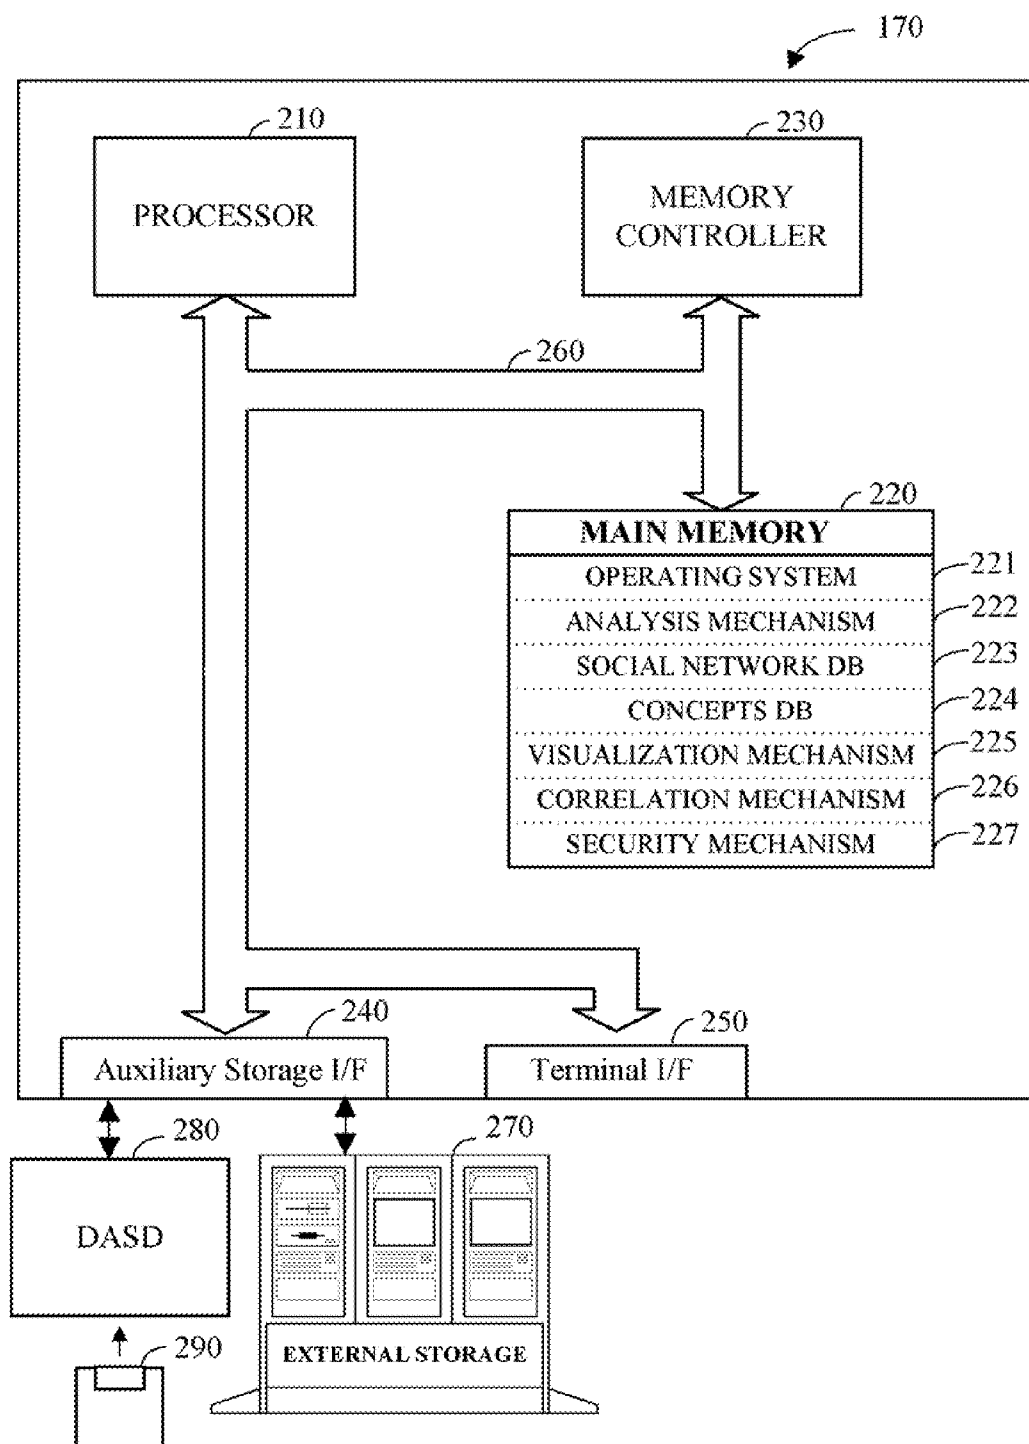 170
210
230
PROCESSOR
MEMORY
CONTROLLER
260
220
MAIN MEMORY
OPERATING SYSTEM
221
ANALYSIS MECHANISM
222
SOCIAL NETWORK DB
223
CONCEPTS DB
224
VISUALIZATION MECHANISM
225
CORRELATION MECHANISM
226
SECURITY MECHANISM
227
240
250
Auxiliary Storage I/F
Terminal I/F
280
270
DASD
290
EXTERNAL STORAGE